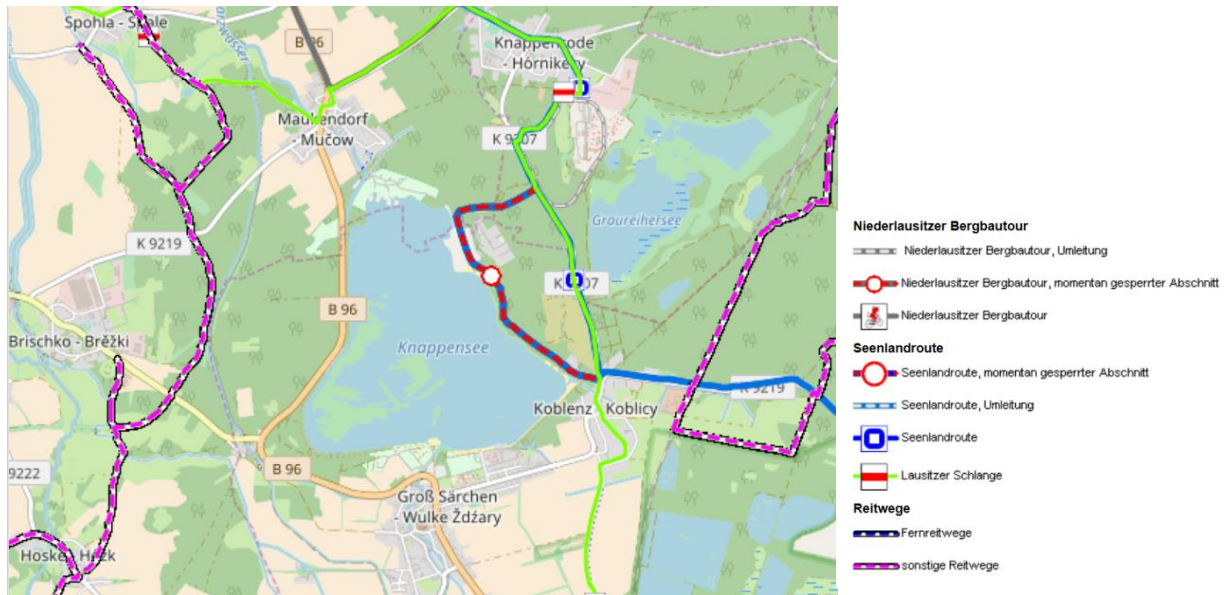 Spohla - Spale
B 96
Knappenrode
- Hórnikecy
arzwasser
Maukendorf
- Mučow
K 9207
Graureihersee
K 9219
B 96
Knappensee
Brischko - Brěžki
K 9219
Koblenz - Koblicy
9222
B 96
Groß Särchen
- Wulke Ždźary
Hoske - Hózk
Niederlausitzer Bergbautour
Niederlausitzer Bergbautour, Umleitung
Niederlausitzer Bergbautour, momentan gesperrter Abschnitt
Niederlausitzer Bergbautour
Seenlandroute
Seenlandroute, momentan gesperrter Abschnitt
Seenlandroute, Umleitung
Seenlandroute
Lausitzer Schlange
Reitwege
Fernreitwege
sonstige Reitwege